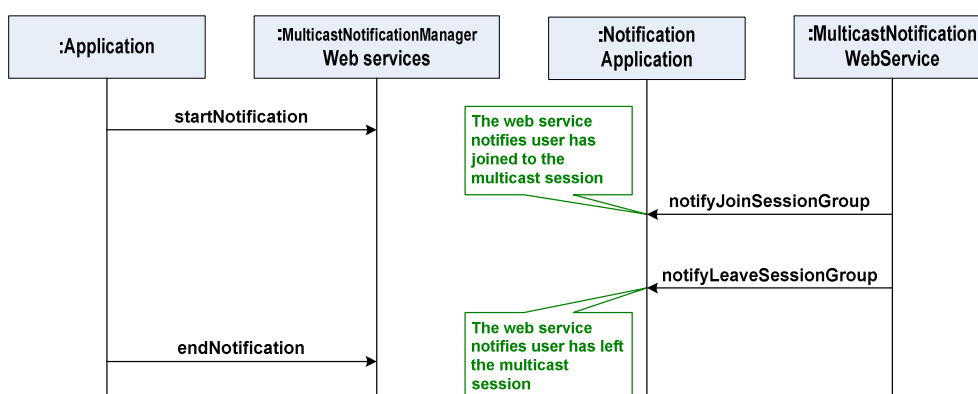 :Application
:MulticastNotificationManager
Web services
:Notification
Application
:MulticastNotification
WebService
startNotification
The web service
notifies user has
joined to the
multicast session
notifyJoinSessionGroup
notifyLeaveSessionGroup
The web service
notifies user has left
the multicast
session
endNotification